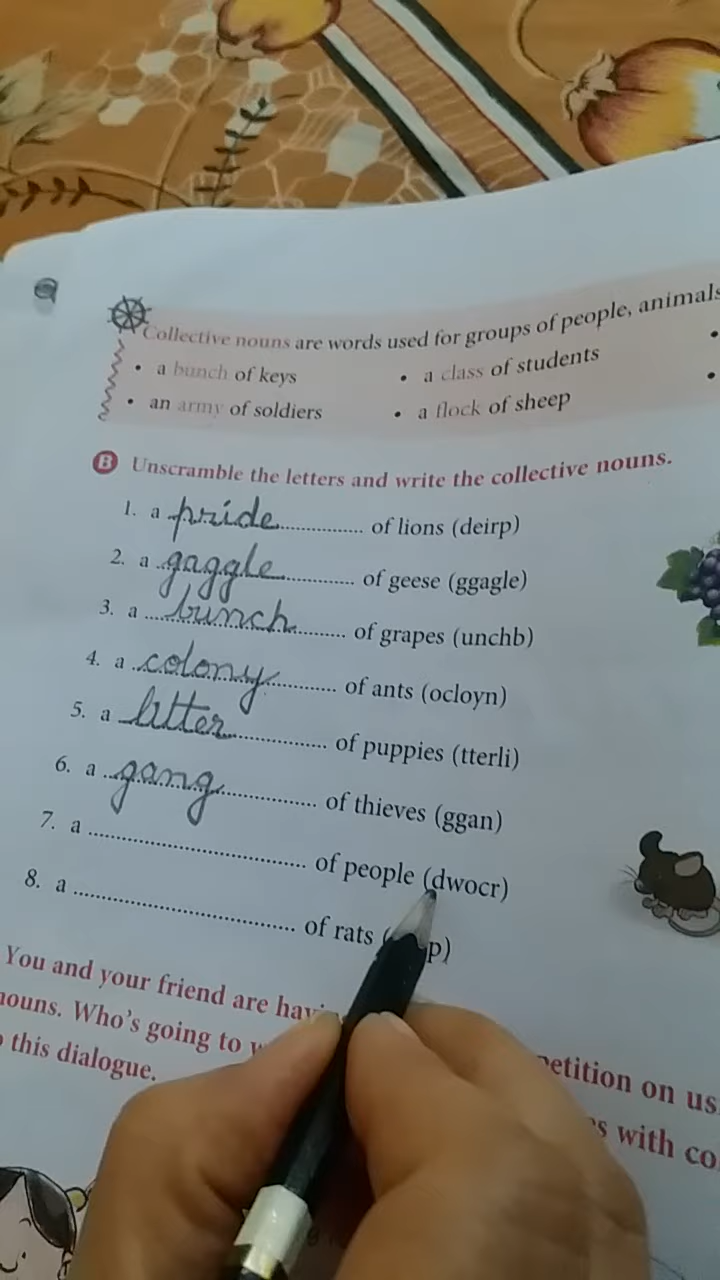 Collective nouns are words used for groups of people, animals
• a bunch of keys
• a class of students
• an army of soldiers
• a flock of sheep
B Unscramble the letters and write the collective nouns.
1. a pride of lions (deirp)
2. a gaggle of geese (ggagle)
3. a bunch of grapes (unchb)
4. a colony of ants (ocloyn)
5. a litter of puppies (tterli)
6. a gang of thieves (ggan)
7. a of people (dwocr)
8. a of rats ( p)
You and your friend are petition on us
nouns. Who's going to s with co
this dialogue.